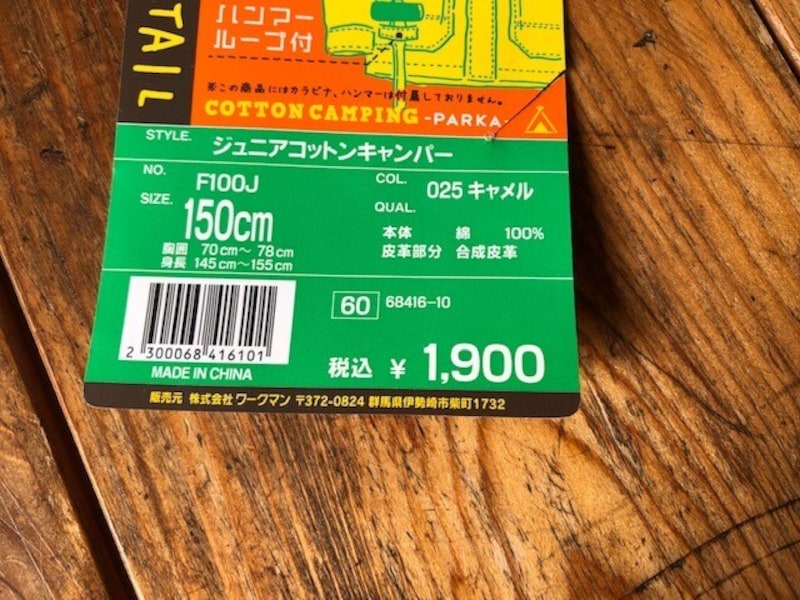 TAIL
ハンマー
ループ付
※この商品にはカラビナ、ハンマーは付属しておりません。
COTTON CAMPING -PARKA-
STYLE. ジュニアコットンキャンパー
NO. F100J
SIZE. 150cm
胸囲 70cm～ 78cm
身長 145cm～155cm
COL. 025 キャメル
QUAL.
本体 綿 100%
皮革部分 合成皮革
2 300068 416101
MADE IN CHINA
60 68416-10
税込 ¥ 1,900
販売元 株式会社 ワークマン 〒372-0824 群馬県伊勢崎市柴町1732